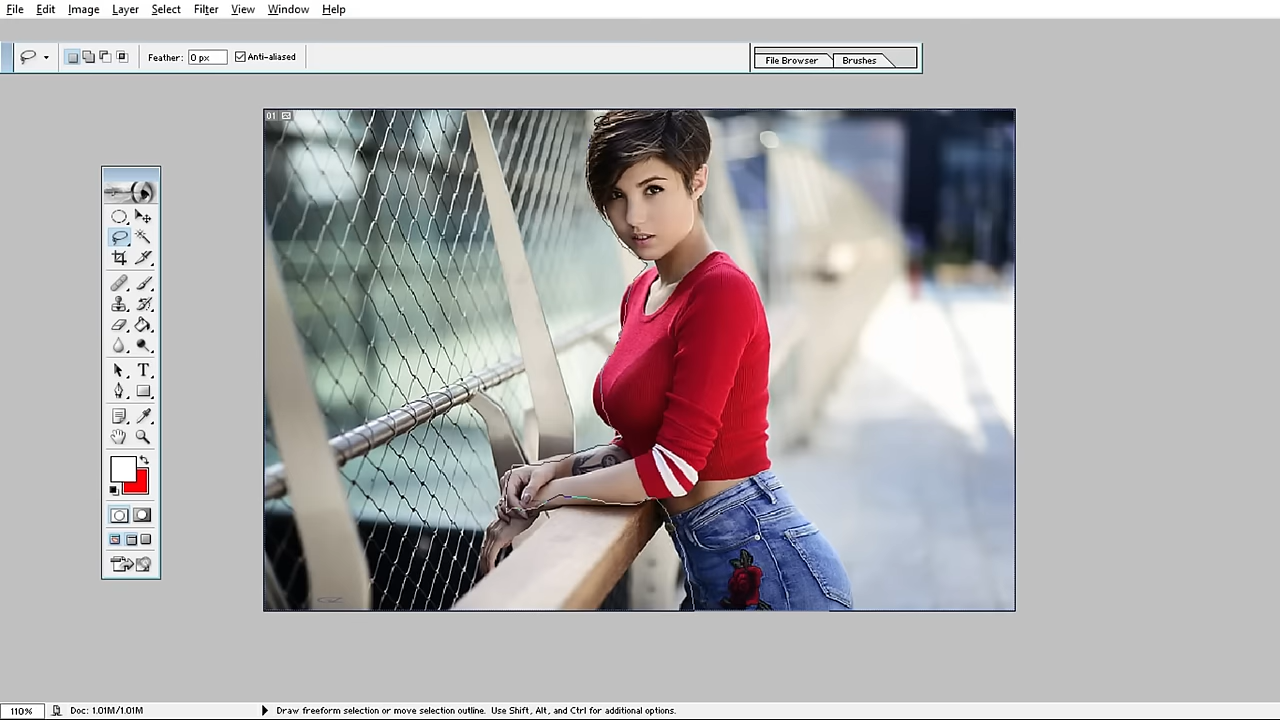 File Edit Image Layer Select Filter View Window Help
Feather: 0 px Anti-aliased File Browser Brushes
01
110% Doc: 1.01M/1.01M Draw freeform selection or move selection outline. Use Shift, Alt, and Ctrl for additional options.